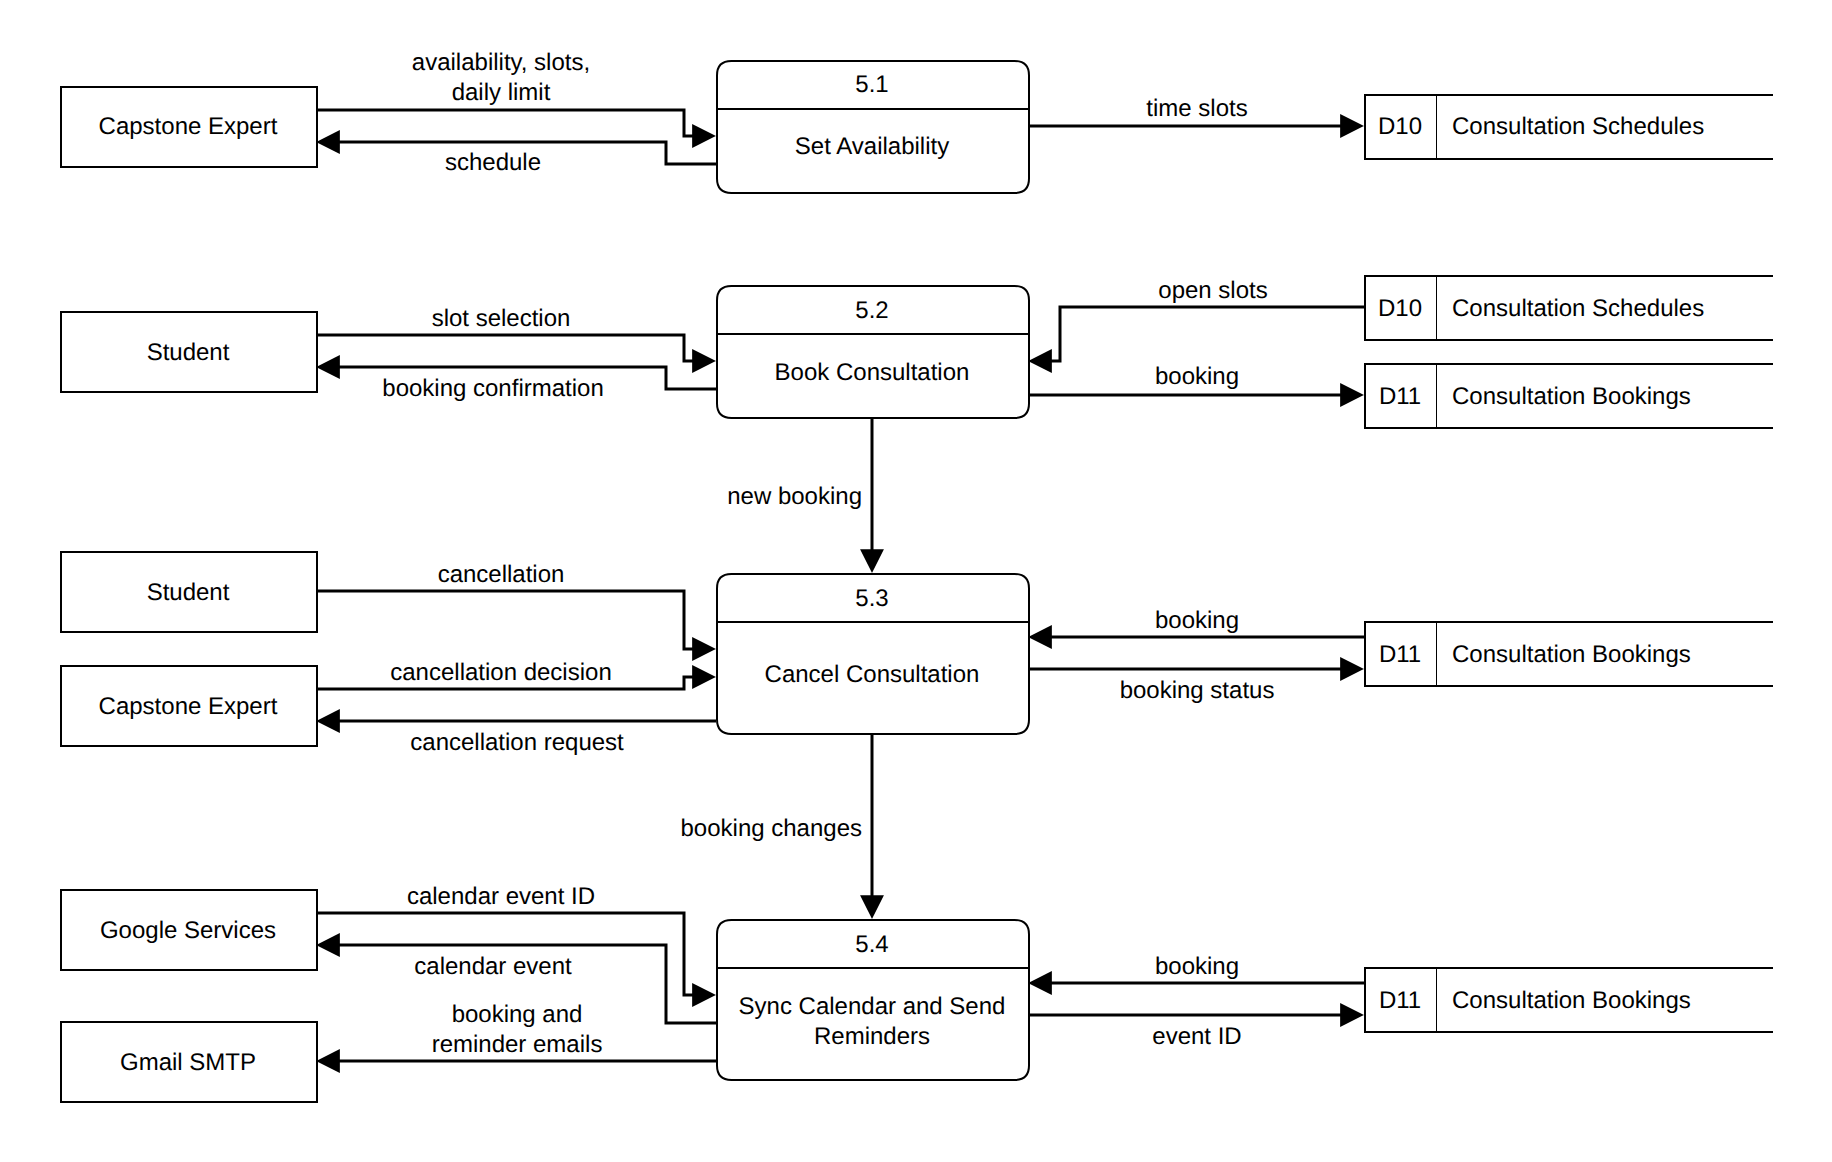 availability, slots,
daily limit
5.1
Capstone Expert
time slots
D10
Consultation Schedules
Set Availability
schedule
open slots
5.2
D10
Consultation Schedules
slot selection
Student
Book Consultation
booking
booking confirmation
D11
Consultation Bookings
new booking
cancellation
Student
5.3
booking
cancellation decision
Cancel Consultation
D11
Consultation Bookings
Capstone Expert
booking status
cancellation request
booking changes
calendar event ID
Google Services
5.4
calendar event
booking
Sync Calendar and Send
Reminders
D11
Consultation Bookings
booking and
reminder emails
event ID
Gmail SMTP